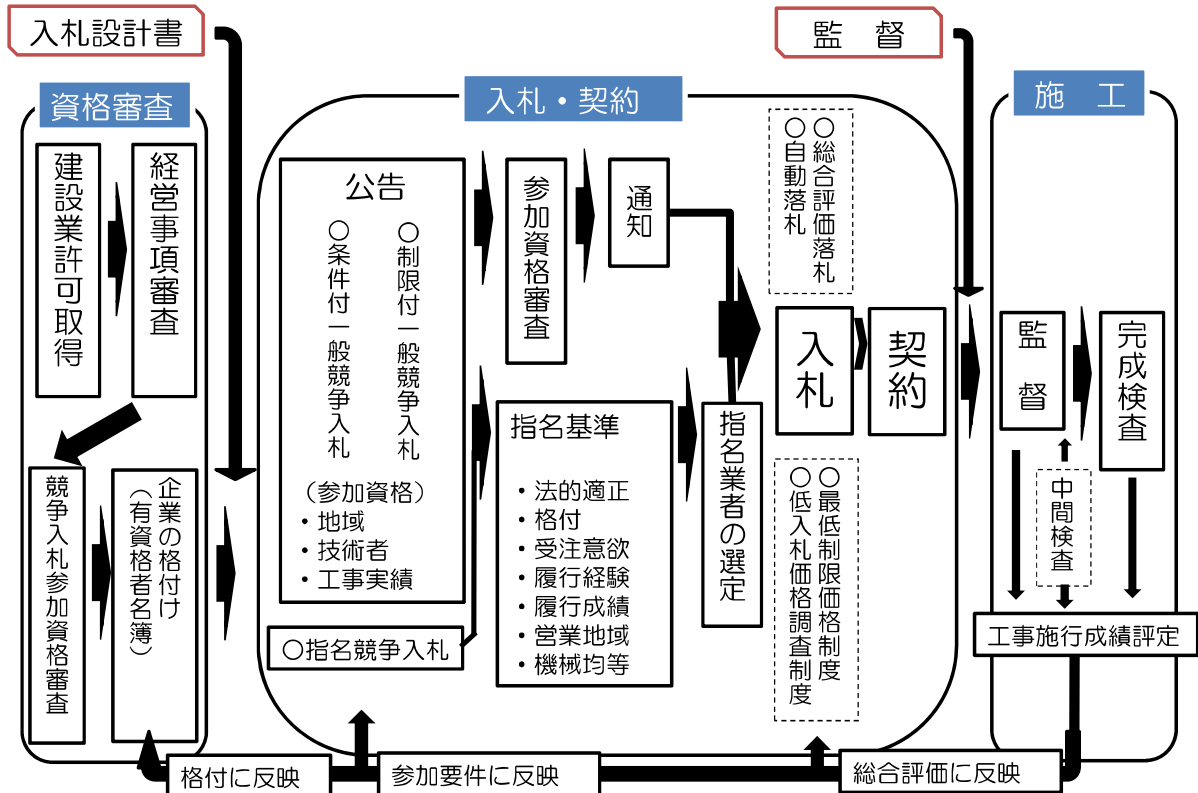 入札設計書
監　督
資格審査
建設業許可取得
経営事項審査
競争入札参加資格審査
企業の格付け
（有資格者名簿）
入札・契約
公告
○制限付一般競争入札
○条件付一般競争入札
（参加資格）
・地域
・技術者
・工事実績
○指名競争入札
参加資格審査
通知
指名基準
・法的適正
・格付
・受注意欲
・履行経験
・履行成績
・営業地域
・機械均等
指名業者の選定
○総合評価落札
○自動落札
入札
契約
○最低制限価格制度
○低入札価格調査制度
施　工
監　督
完成検査
中間検査
工事施行成績評定
格付に反映
参加要件に反映
総合評価に反映